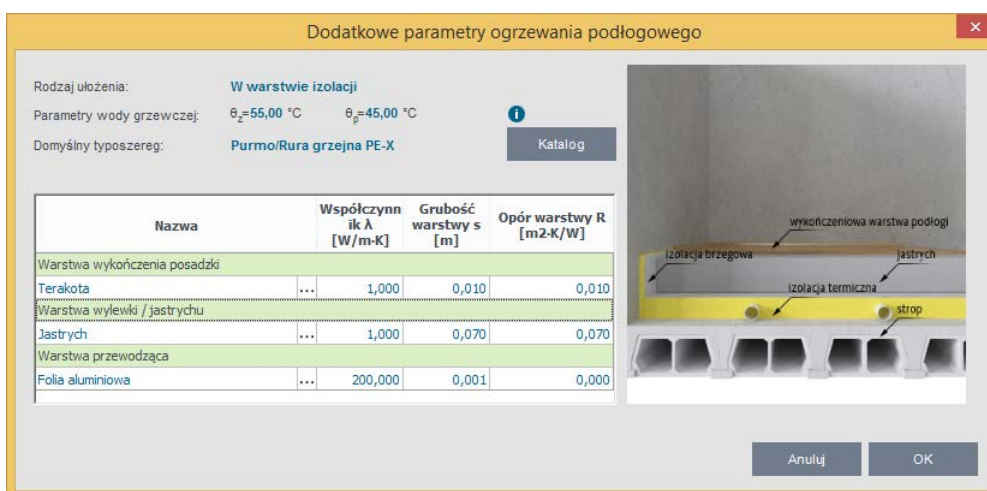 Dodatkowe parametry ogrzewania podłogowego
Rodzaj ułożenia: W warstwie izolacji
Parametry wody grzewczej: θz=55,00 °C θp=45,00 °C
Domyślny typoszereg: Purmo/Rura grzejna PE-X Katalog
Nazwa Współczynn ik λ [W/m·K] Grubość warstwy s [m] Opór warstwy R [m2·K/W]
Warstwa wykończenia posadzki
Terakota ... 1,000 0,010 0,010
Warstwa wylewki / jastrychu
Jastrych ... 1,000 0,070 0,070
Warstwa przewodząca
Folia aluminiowa ... 200,000 0,001 0,000
wykończeniowa warstwa podłogi
izolacja brzegowa
jastrych
izolacja termiczna
strop
Anuluj OK